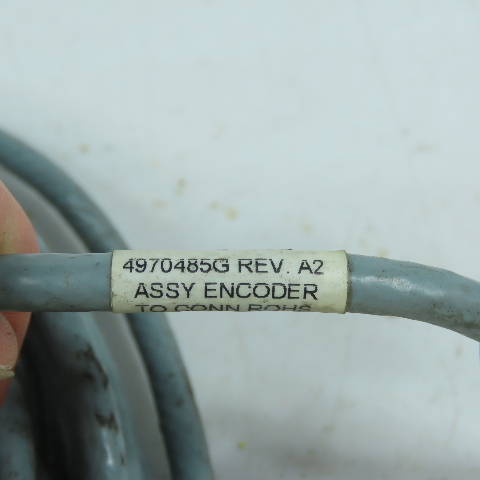 4970485G REV. A2
ASSY ENCODER
TO CONN ROHS